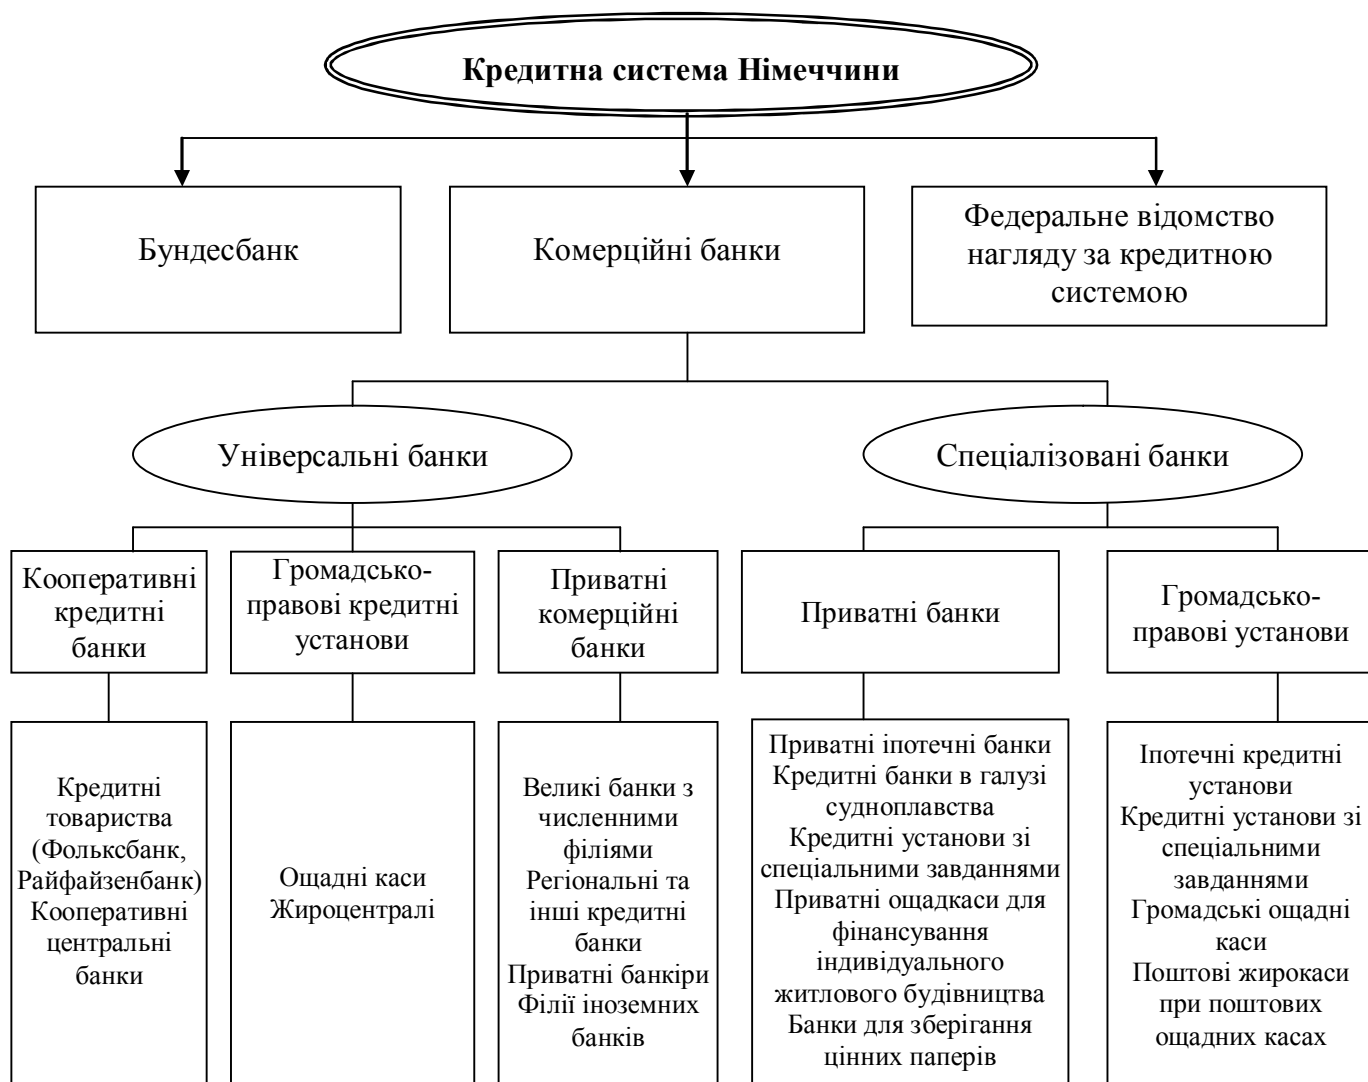 Кредитна система Німеччини
Бундесбанк
Комерційні банки
Федеральне відомство
нагляду за кредитною
системою
Універсальні банки
Спеціалізовані банки
Кооперативні
кредитні
банки
Громадсько-
правові кредитні
установи
Приватні
комерційні
банки
Приватні банки
Громадсько-
правові установи
Кредитні
товариства
(Фольксбанк,
Райфайзенбанк)
Кооперативні
центральні
банки
Ощадні каси
Жироцентралі
Великі банки з
численними
філіями
Регіональні та
інші кредитні
банки
Приватні банкіри
Філії іноземних
банків
Приватні іпотечні банки
Кредитні банки в галузі
судноплавства
Кредитні установи зі
спеціальними завданнями
Приватні ощадкаси для
фінансування
індивідуального
житлового будівництва
Банки для зберігання
цінних паперів
Іпотечні кредитні
установи
Кредитні установи зі
спеціальними
завданнями
Громадські ощадні
каси
Поштові жирокаси
при поштових
ощадних касах